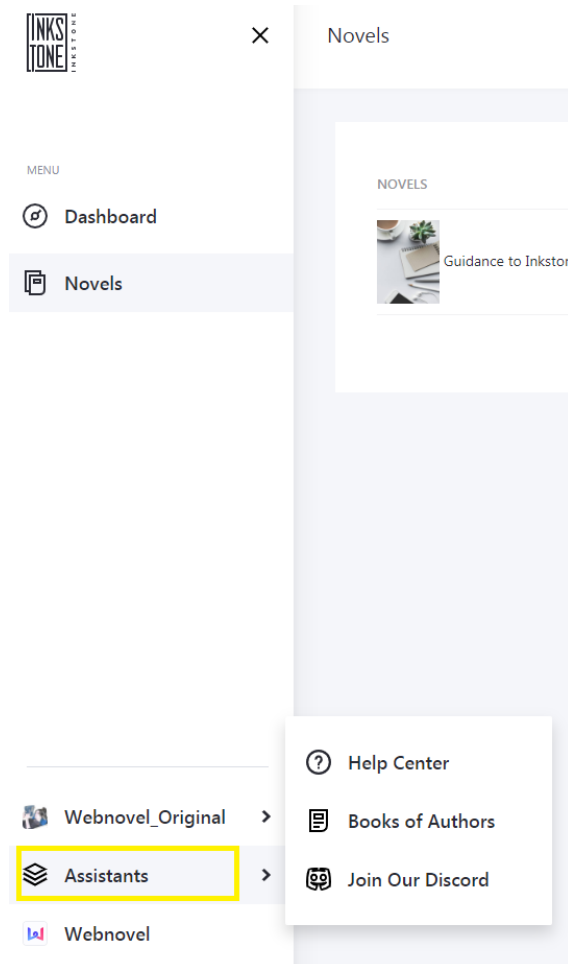 INKS
TONE
INKSTONE
Novels
MENU
Dashboard
Novels
NOVELS
Guidance to Inkstor
Help Center
Webnovel_Original
Books of Authors
Assistants
Join Our Discord
Webnovel